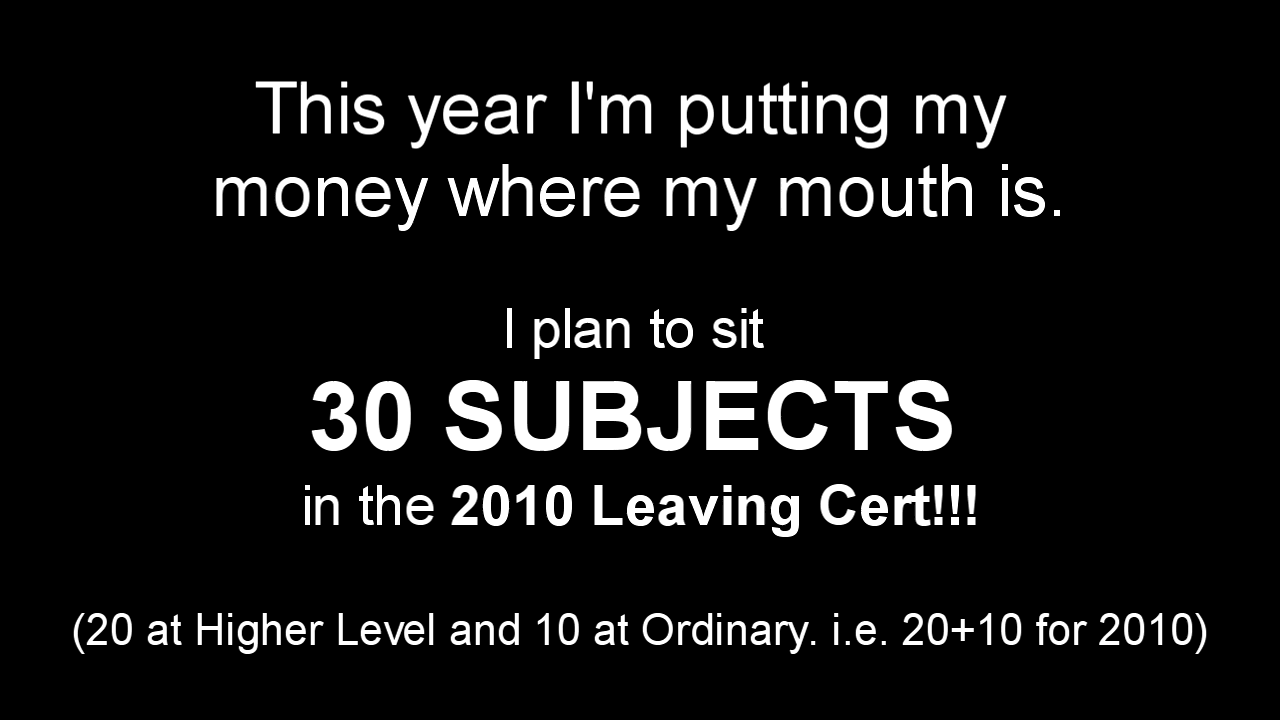 This year I'm putting my
money where my mouth is.
I plan to sit
30 SUBJECTS
in the 2010 Leaving Cert!!!
(20 at Higher Level and 10 at Ordinary. i.e. 20+10 for 2010)